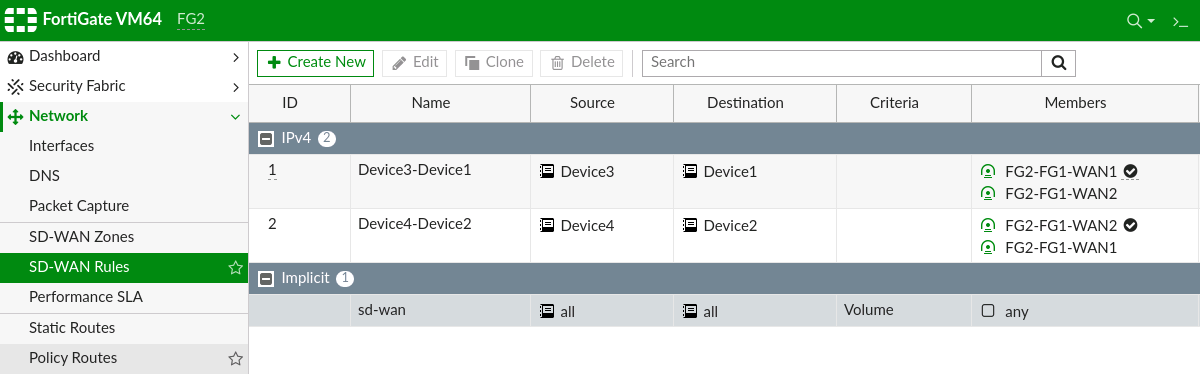 FortiGate VM64 FG2
>_
Dashboard
Security Fabric
Network
Interfaces
DNS
Packet Capture
SD-WAN Zones
SD-WAN Rules
Performance SLA
Static Routes
Policy Routes
Create New Edit Clone Delete Search
ID Name Source Destination Criteria Members
IPv4 2
1 Device3-Device1 Device3 Device1 FG2-FG1-WAN1
FG2-FG1-WAN2
2 Device4-Device2 Device4 Device2 FG2-FG1-WAN2
FG2-FG1-WAN1
Implicit 1
sd-wan all all Volume any